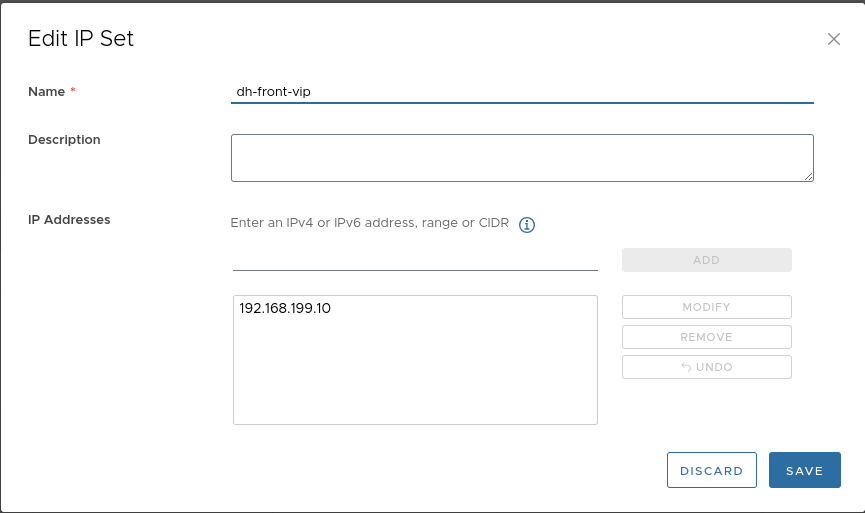 Edit IP Set
Name *
dh-front-vip
Description
IP Addresses
Enter an IPv4 or IPv6 address, range or CIDR
ADD
192.168.199.10
MODIFY
REMOVE
UNDO
DISCARD
SAVE